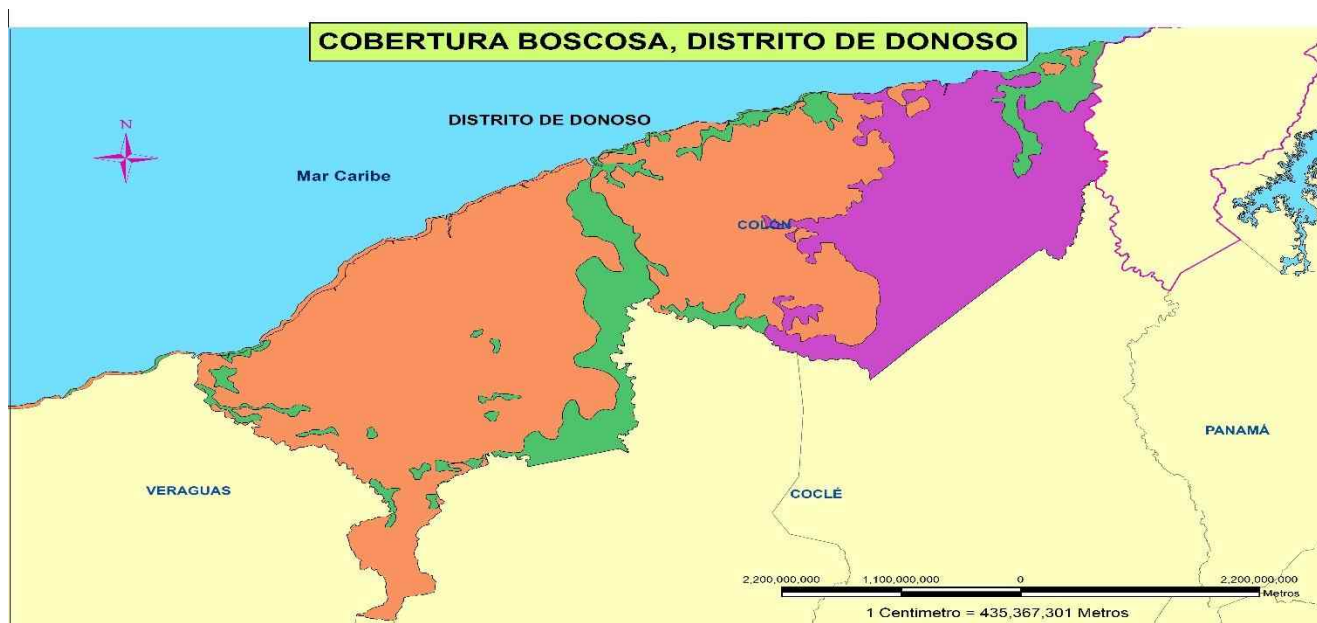 COBERTURA BOSCOSA, DISTRITO DE DONOSO
DISTRITO DE DONOSO
N
Mar Caribe
COLÓN
PANAMÁ
VERAGUAS
COCLÉ
2,200,000,000 1,100,000,000 0 2,200,000,000
Metros
1 Centimetro = 435,367,301 Metros